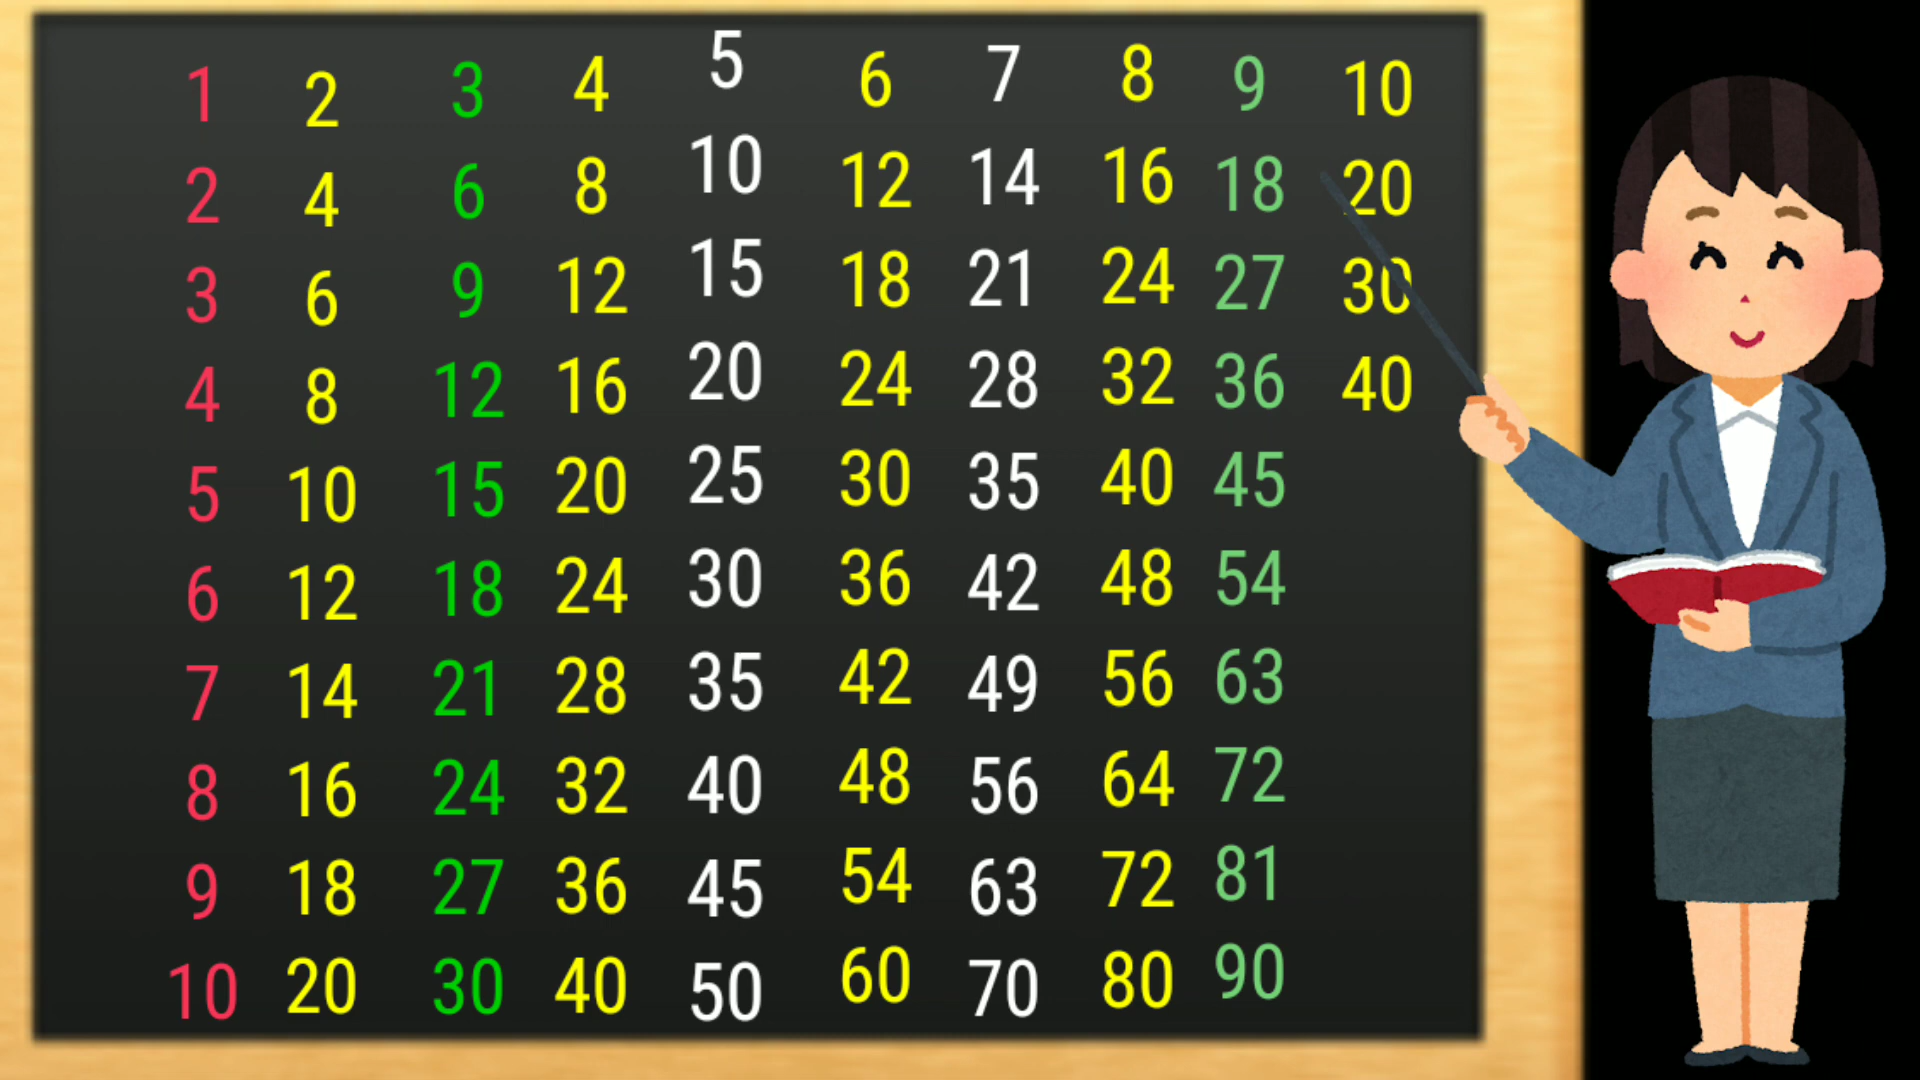 1 2 3 4 5 6 7 8 9 10
2 4 6 8 10 12 14 16 18 20
3 6 9 12 15 18 21 24 27 30
4 8 12 16 20 24 28 32 36 40
5 10 15 20 25 30 35 40 45
6 12 18 24 30 36 42 48 54
7 14 21 28 35 42 49 56 63
8 16 24 32 40 48 56 64 72
9 18 27 36 45 54 63 72 81
10 20 30 40 50 60 70 80 90